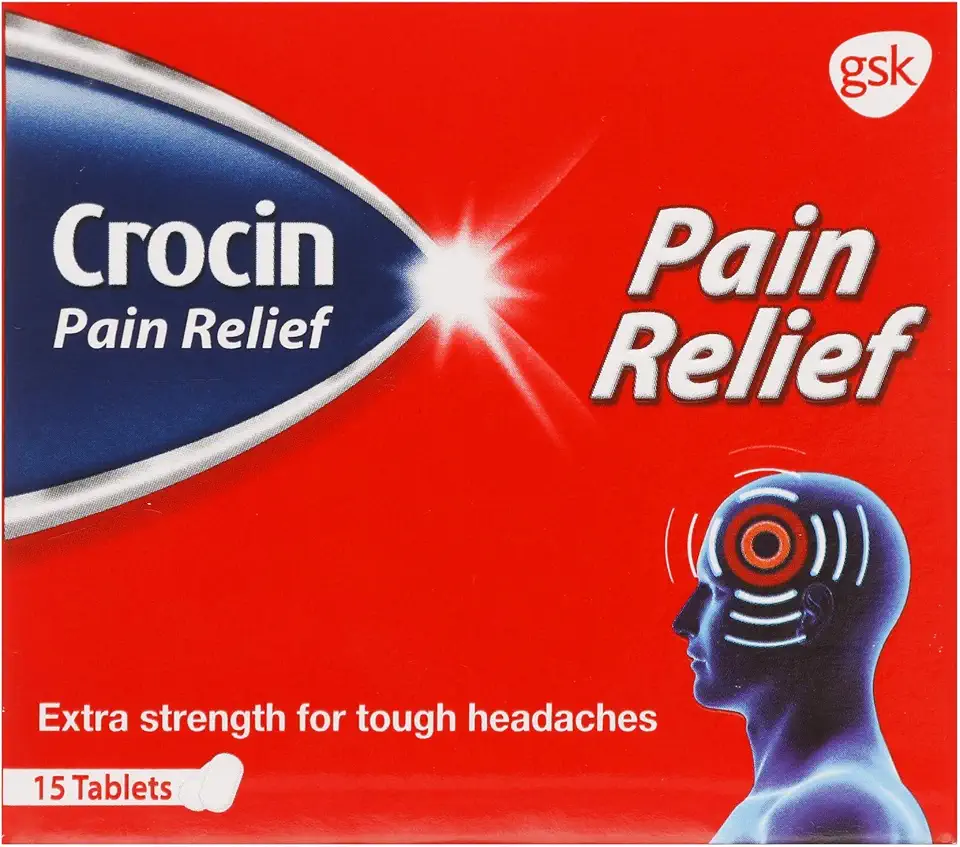 gsk
Crocin
Pain Relief
Pain
Relief
Extra strength for tough headaches
15 Tablets